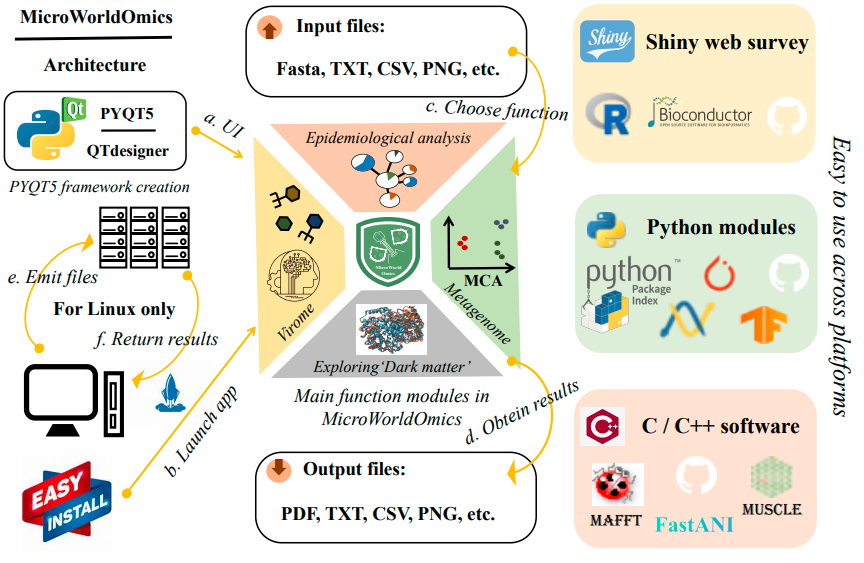 MicroWorldOmics
Architecture
Qt
PYQT5
QTdesigner
PYQT5 framework creation
a. UI
e. Emit files
For Linux only
f. Return results
b. Launch app
EASY
INSTALL
Input files:
Fasta, TXT, CSV, PNG, etc.
c. Choose function
Epidemiological analysis
Virome
MicroWorld
Omics
MCA
Metagenome
Exploring‘Dark matter’
Main function modules in
MicroWorldOmics
d. Obtein results
Output files:
PDF, TXT, CSV, PNG, etc.
Shiny
Shiny web survey
R
Bioconductor
OPEN SOURCE SOFTWARE FOR BIOINFORMATICS
Python modules
python™
Package
Index
C++
C / C++ software
MAFFT
FastANI
MUSCLE
Easy to use across platforms